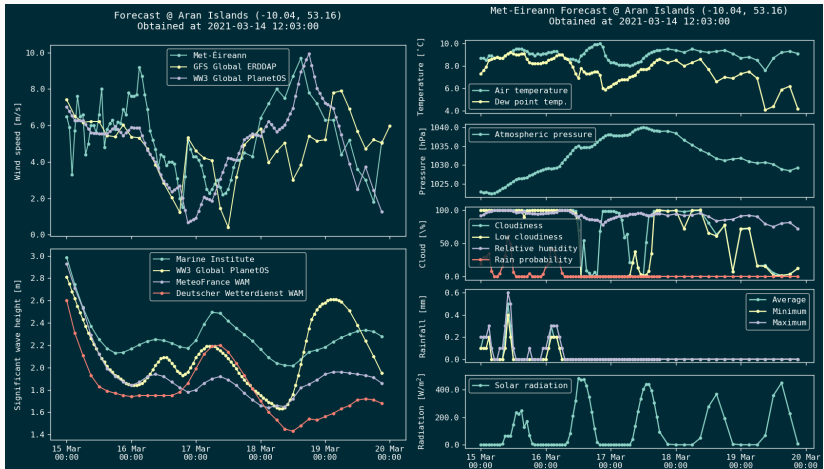 Forecast @ Aran Islands (-10.04, 53.16)
Obtained at 2021-03-14 12:03:00
Wind speed [m/s]
10.0
8.0
6.0
4.0
2.0
0.0
Met-Éireann
GFS Global ERDDAP
WW3 Global PlanetOS
Significant wave height [m]
3.0
2.8
2.6
2.4
2.2
2.0
1.8
1.6
1.4
Marine Institute
WW3 Global PlanetOS
MeteoFrance WAM
Deutscher Wetterdienst WAM
15 Mar 16 Mar 17 Mar 18 Mar 19 Mar 20 Mar
00:00 00:00 00:00 00:00 00:00 00:00
Met-Eireann Forecast @ Aran Islands (-10.04, 53.16)
Obtained at 2021-03-14 12:03:00
Temperature [°C]
10.0
8.0
6.0
4.0
Air temperature
Dew point temp.
Pressure [hPa]
1040.0
1035.0
1030.0
1025.0
Atmospheric pressure
Cloud [\%]
100.0
50.0
0.0
Cloudiness
Low cloudiness
Relative humidity
Rain probability
Rainfall [mm]
0.6
0.4
0.2
0.0
Average
Minimum
Maximum
Radiation [W/m²]
400.0
200.0
0.0
Solar radiation
15 Mar 16 Mar 17 Mar 18 Mar 19 Mar 20 Mar
00:00 00:00 00:00 00:00 00:00 00:00